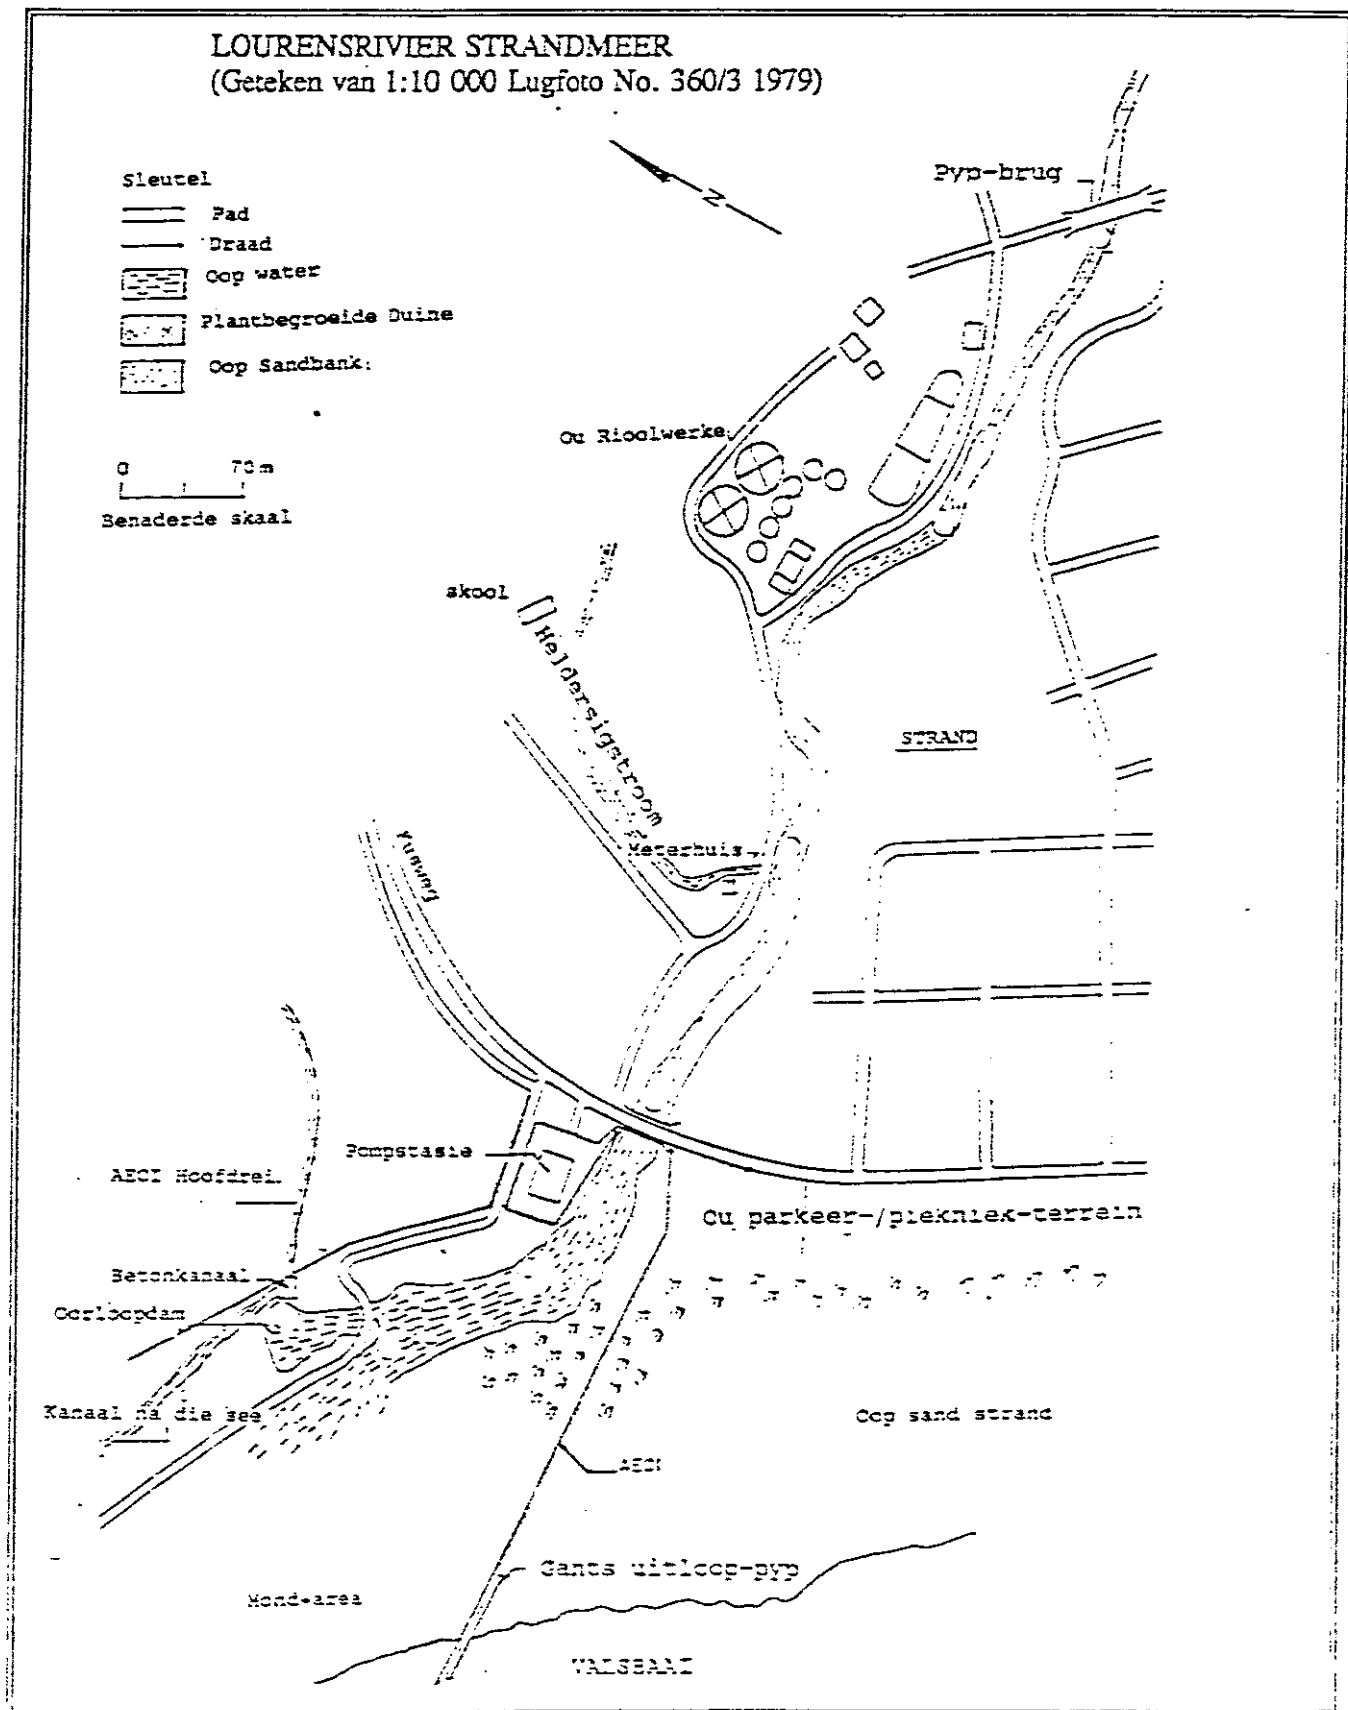 LOURENSRIVIER STRANDMEER
(Geteken van 1:10 000 Lugfoto No. 360/3 1979)
Sleutel
Pad
Draad
Oop water
Plantbegroeide Duine
Oop Sandbank:
0 70m
Benaderde skaal
N
Pyp-brug
Ou Rioolwerke
skool
Heldersigstroom
STRAND
Meterhuis
Pompstasie
AECI Hoofdrei.
Ou parkeer-/piekniek-terrein
Betonkanaal
Oorloopdam
Kanaal na die see
Oop sand strand
AECI
Gants uitloop-pyp
Mond-area
VALSBAAI